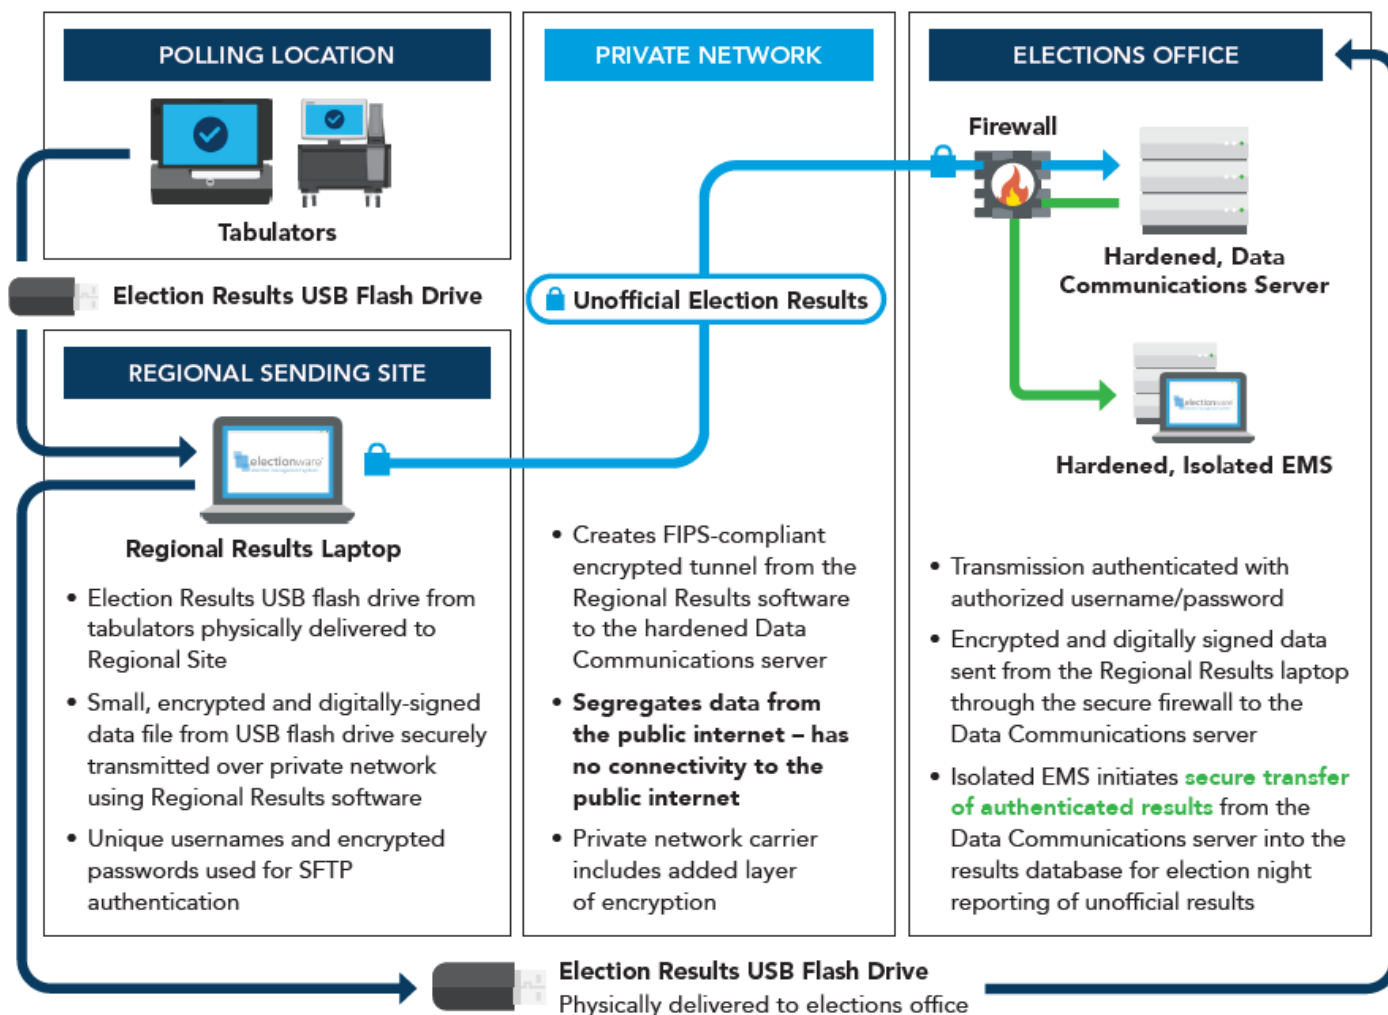 POLLING LOCATION
Tabulators
Election Results USB Flash Drive
REGIONAL SENDING SITE
electionware
Regional Results Laptop
• Election Results USB flash drive from
tabulators physically delivered to
Regional Site
• Small, encrypted and digitally-signed
data file from USB flash drive securely
transmitted over private network
using Regional Results software
• Unique usernames and encrypted
passwords used for SFTP
authentication
PRIVATE NETWORK
Unofficial Election Results
• Creates FIPS-compliant
encrypted tunnel from the
Regional Results software
to the hardened Data
Communications server
• Segregates data from
the public internet – has
no connectivity to the
public internet
• Private network carrier
includes added layer
of encryption
ELECTIONS OFFICE
Firewall
Hardened, Data
Communications Server
electionware
Hardened, Isolated EMS
• Transmission authenticated with
authorized username/password
• Encrypted and digitally signed data
sent from the Regional Results laptop
through the secure firewall to the
Data Communications server
• Isolated EMS initiates secure transfer
of authenticated results from the
Data Communications server into the
results database for election night
reporting of unofficial results
Election Results USB Flash Drive
Physically delivered to elections office